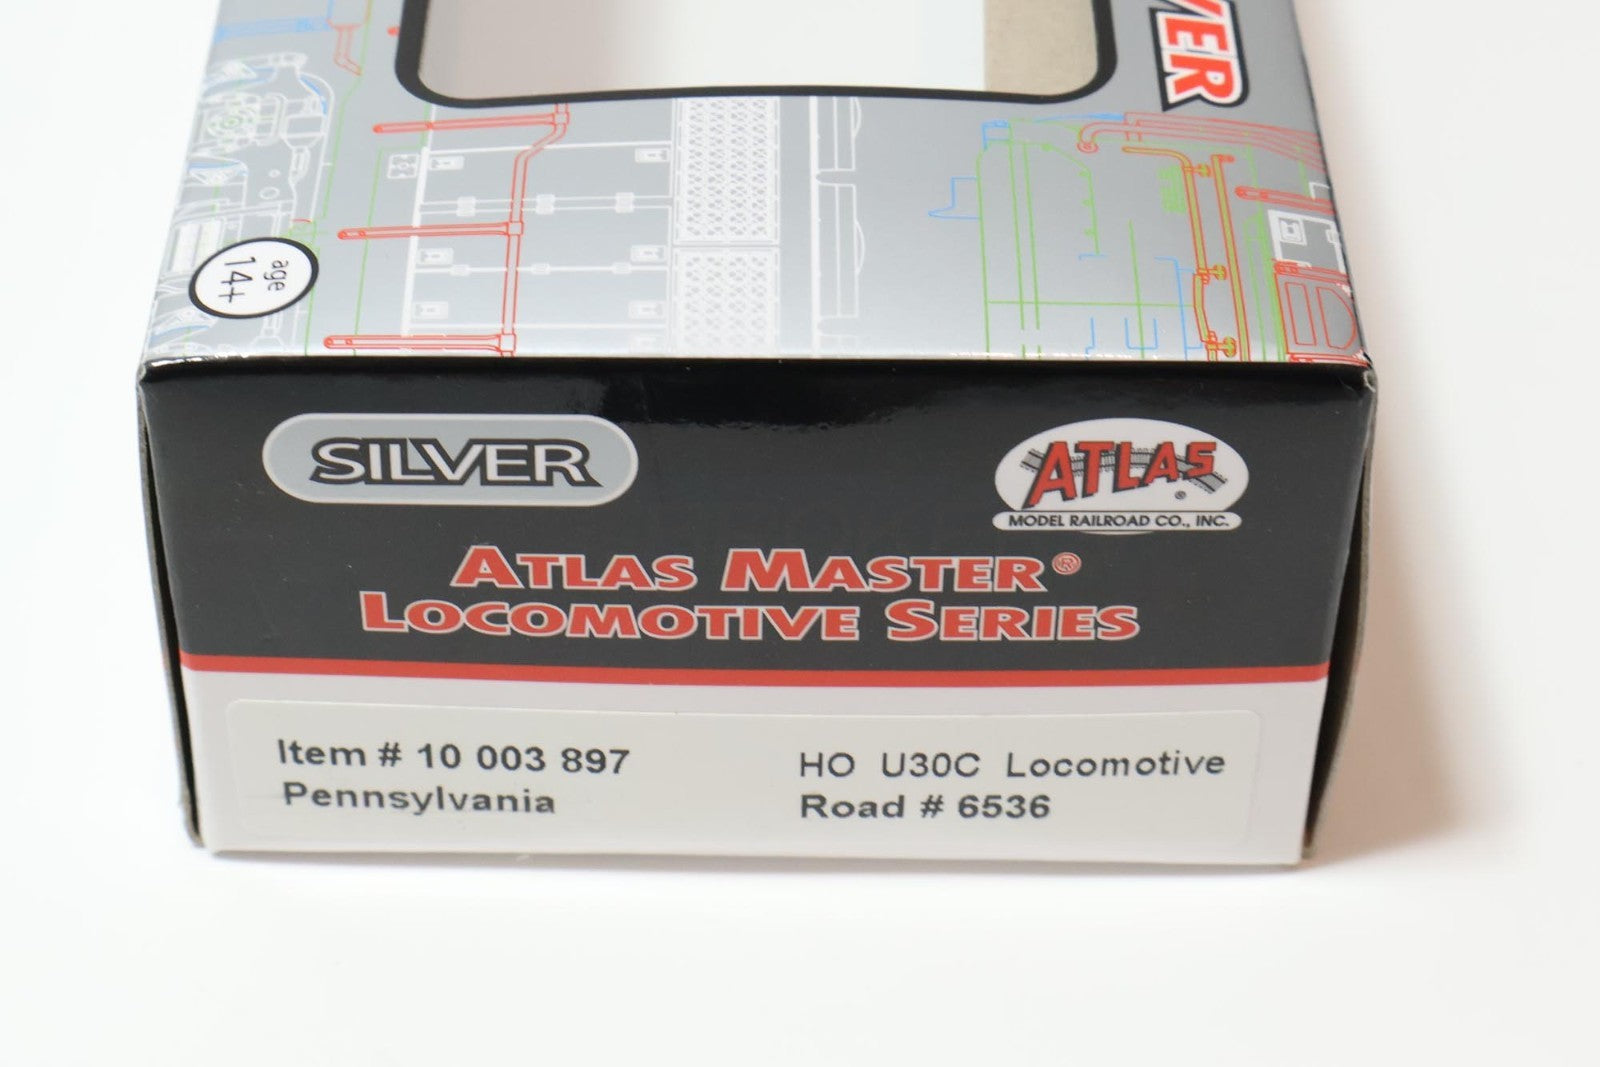 VER
age
14+
SILVER
ATLAS
MODEL RAILROAD CO., INC.
ATLAS MASTER®
LOCOMOTIVE SERIES
Item # 10 003 897
Pennsylvania
HO U30C Locomotive
Road # 6536